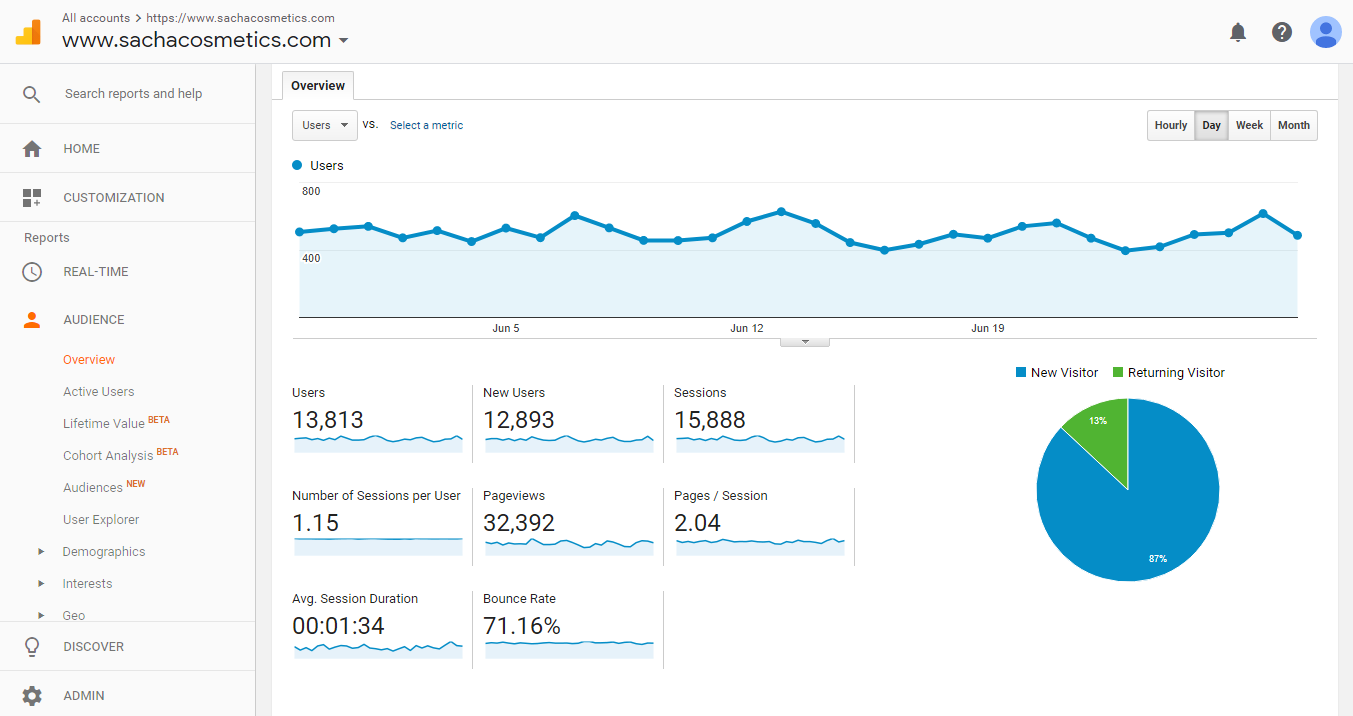 All accounts > https://www.sachacosmetics.com
www.sachacosmetics.com
Search reports and help
HOME
CUSTOMIZATION
Reports
REAL-TIME
AUDIENCE
Overview
Active Users
Lifetime Value BETA
Cohort Analysis BETA
Audiences NEW
User Explorer
Demographics
Interests
Geo
DISCOVER
ADMIN
Overview
Users VS. Select a metric
Hourly Day Week Month
Users
800
400
Jun 5 Jun 12 Jun 19
Users
13,813
New Users
12,893
Sessions
15,888
Number of Sessions per User
1.15
Pageviews
32,392
Pages / Session
2.04
Avg. Session Duration
00:01:34
Bounce Rate
71.16%
New Visitor Returning Visitor
13%
87%